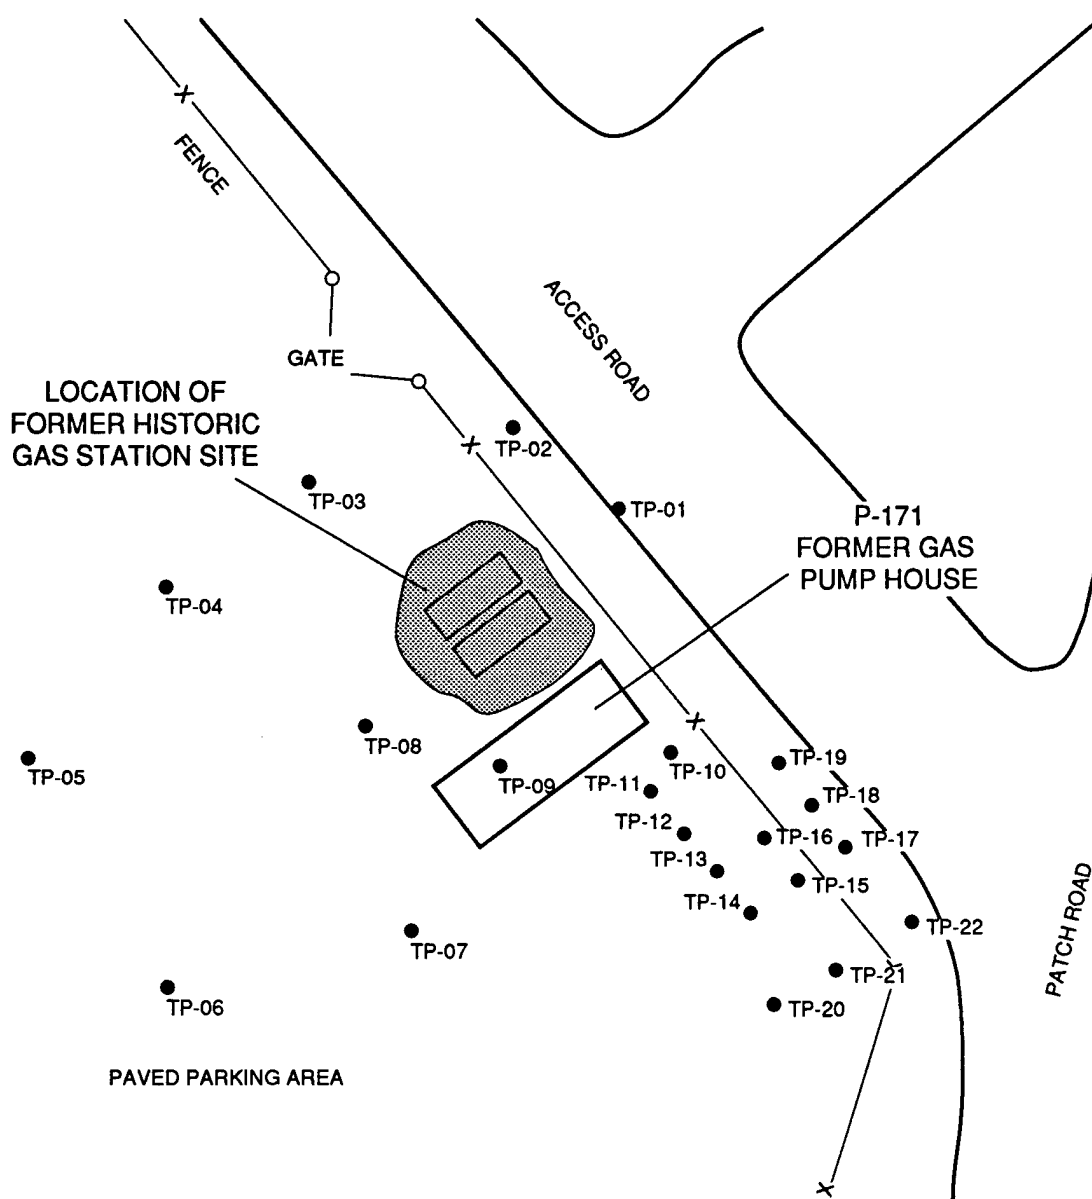 FENCE
ACCESS ROAD
GATE
LOCATION OF
FORMER HISTORIC
GAS STATION SITE
TP-02
TP-03
TP-01
P-171
FORMER GAS
PUMP HOUSE
TP-04
TP-08
TP-05
TP-09
TP-10
TP-11
TP-19
TP-18
TP-12
TP-16
TP-17
TP-13
TP-15
TP-14
TP-22
PATCH ROAD
TP-07
TP-21
TP-06
TP-20
PAVED PARKING AREA